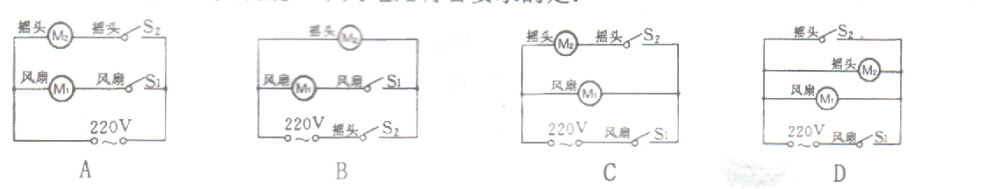 摇头 M₂ 摇头 S₂
风扇 M₁ 风扇 S₁
220V
A
摇头 M₂
风扇 M₁ 风扇 S₁
220V 摇头 S₂
B
摇头 M₂ 摇头 S₂
风扇 M₁
220V 风扇 S₁
C
摇头 S₂
摇头 M₂
风扇 M₁
220V 风扇 S₁
D